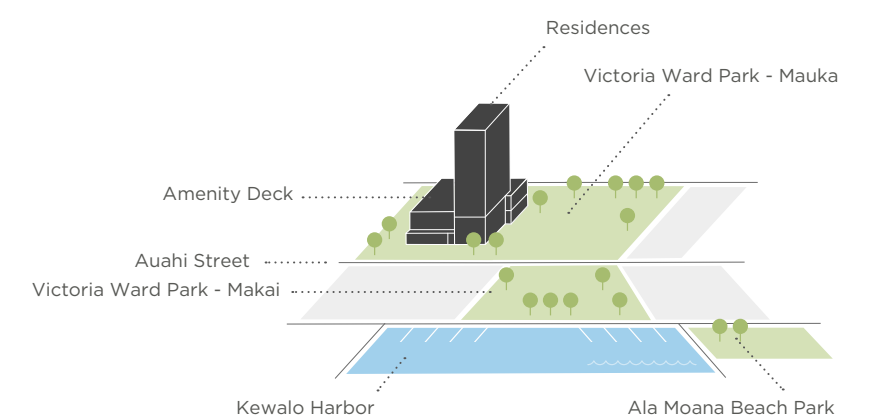 Residences
Victoria Ward Park - Mauka
Amenity Deck
Auahi Street
Victoria Ward Park - Makai
Kewalo Harbor
Ala Moana Beach Park